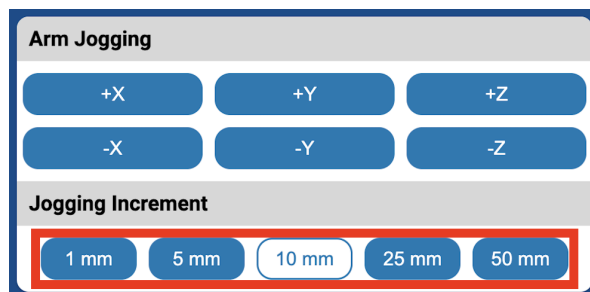 Arm Jogging
+X +Y +Z
-X -Y -Z
Jogging Increment
1 mm 5 mm 10 mm 25 mm 50 mm